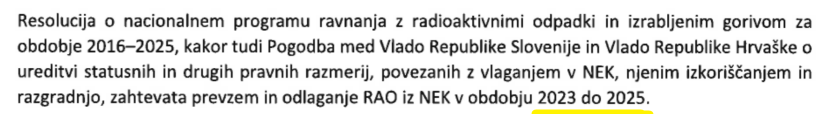 Resolucija o nacionalnem programu ravnanja z radioaktivnimi odpadki in izrabljenim gorivom za
obdobje 2016–2025, kakor tudi Pogodba med Vlado Republike Slovenije in Vlado Republike Hrvaške o
ureditvi statusnih in drugih pravnih razmerij, povezanih z vlaganjem v NEK, njenim izkoriščanjem in
razgradnjo, zahtevata prevzem in odlaganje RAO iz NEK v obdobju 2023 do 2025.